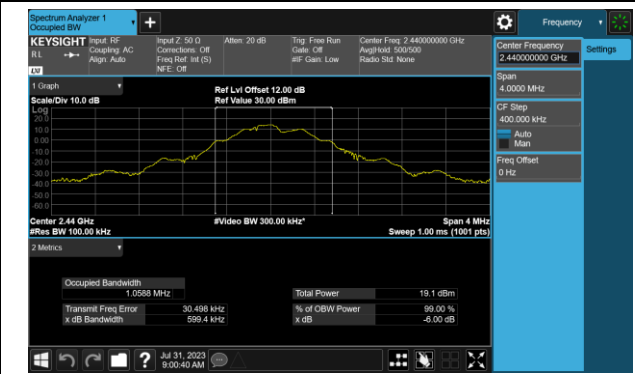 Spectrum Analyzer 1
Occupied BW
Frequency
KEYSIGHT
RL
LXI
Input: RF
Coupling: AC
Align: Auto
Input Z: 50 Ω
Corrections: Off
Freq Ref: Int (S)
NFE: Off
Atten: 20 dB
Trig: Free Run
Gate: Off
#IF Gain: Low
Center Freq: 2.440000000 GHz
Avg|Hold: 500/500
Radio Std: None
Center Frequency
2.440000000 GHz
Settings
Span
4.0000 MHz
CF Step
400.000 kHz
Auto
Man
Freq Offset
0 Hz
1 Graph
Scale/Div 10.0 dB
Ref Lvl Offset 12.00 dB
Ref Value 30.00 dBm
Log
20.0
10.0
0.00
-10.0
-20.0
-30.0
-40.0
-50.0
-60.0
Center 2.44 GHz
#Res BW 100.00 kHz
#Video BW 300.00 kHz*
Span 4 MHz
Sweep 1.00 ms (1001 pts)
2 Metrics
Occupied Bandwidth
1.0588 MHz
Total Power 19.1 dBm
Transmit Freq Error 30.498 kHz
% of OBW Power 99.00 %
x dB Bandwidth 599.4 kHz
x dB -6.00 dB
?
Jul 31, 2023
9:00:40 AM